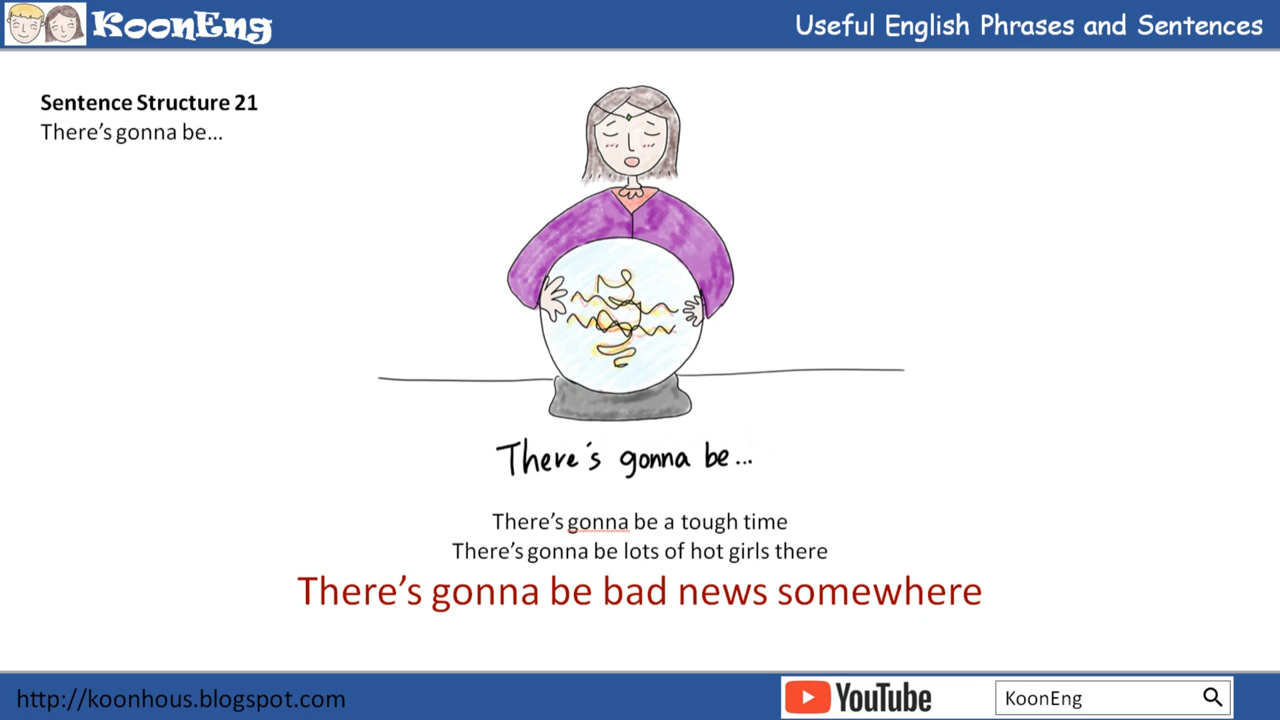 KoonEng
Useful English Phrases and Sentences
Sentence Structure 21
There's gonna be...
There's gonna be...
There's gonna be a tough time
There's gonna be lots of hot girls there
There's gonna be bad news somewhere
http://koonhous.blogspot.com
YouTube
KoonEng